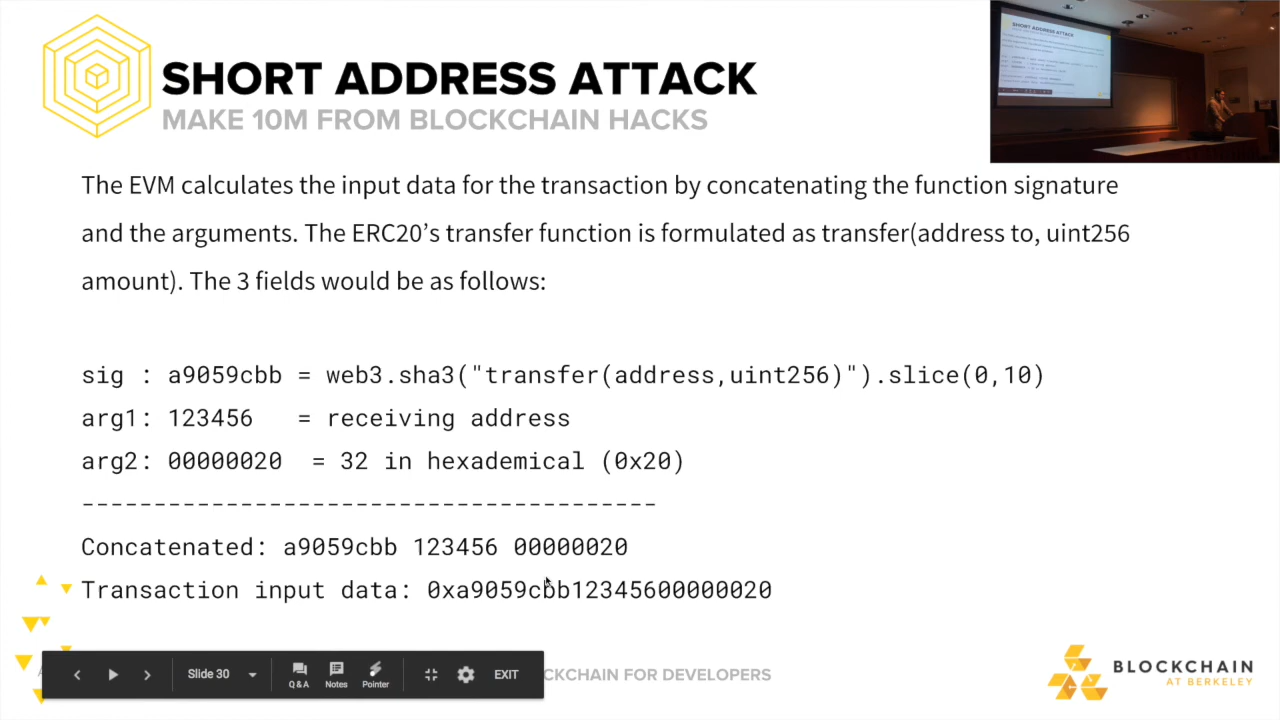 SHORT ADDRESS ATTACK
MAKE 10M FROM BLOCKCHAIN HACKS
SHORT ADDRESS ATTACK
The EVM calculates the input data for the transaction by concatenating the function signature
and the arguments. The ERC20's transfer function is formulated as transfer(address to, uint256
amount). The 3 fields would be as follows:
sig : a9059cbb = web3.sha3("transfer(address,uint256)").slice(0,10)
arg1: 123456 = receiving address
arg2: 00000020 = 32 in hexademical (0x20)
---------------------------------------
Concatenated: a9059cbb 123456 00000020
Transaction input data: 0xa9059cbb12345600000020
Slide 30
Q&A
Notes
Pointer
EXIT
CKCHAIN FOR DEVELOPERS
BLOCKCHAIN
AT BERKELEY